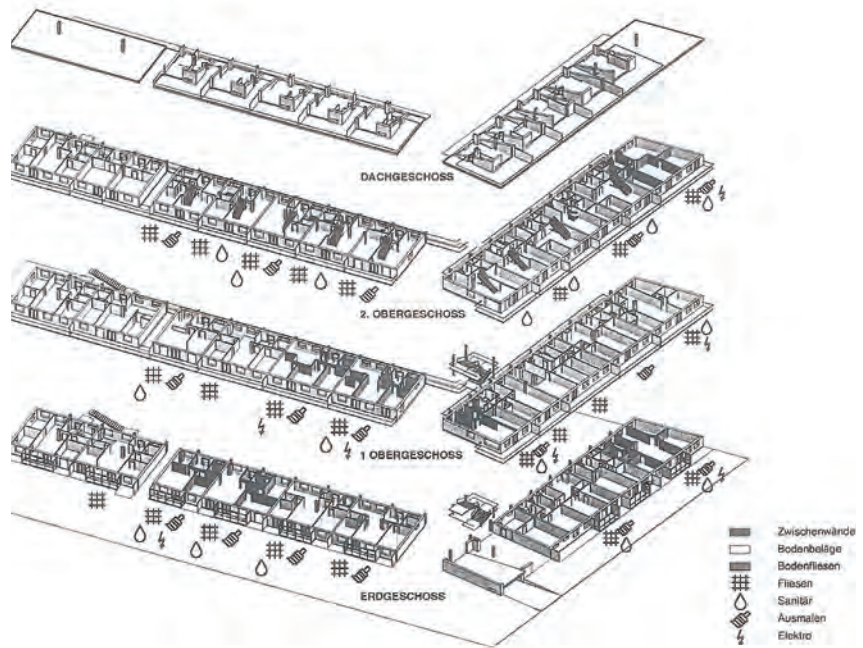 DACHGESCHOSS
2. OBERGESCHOSS
1 OBERGESCHOSS
ERDGESCHOSS
Zwischenwände
Bodenbeläge
Bodenfliesen
Fliesen
Sanitär
Ausmalen
Elektro